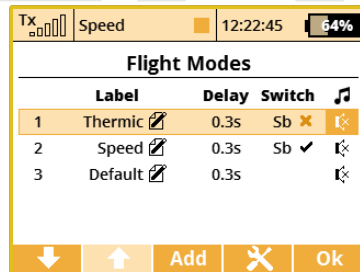 Tx Speed 12:22:45 64%
Flight Modes
Label Delay Switch
1 Thermic 0.3s Sb
2 Speed 0.3s Sb
3 Default 0.3s
Add Ok